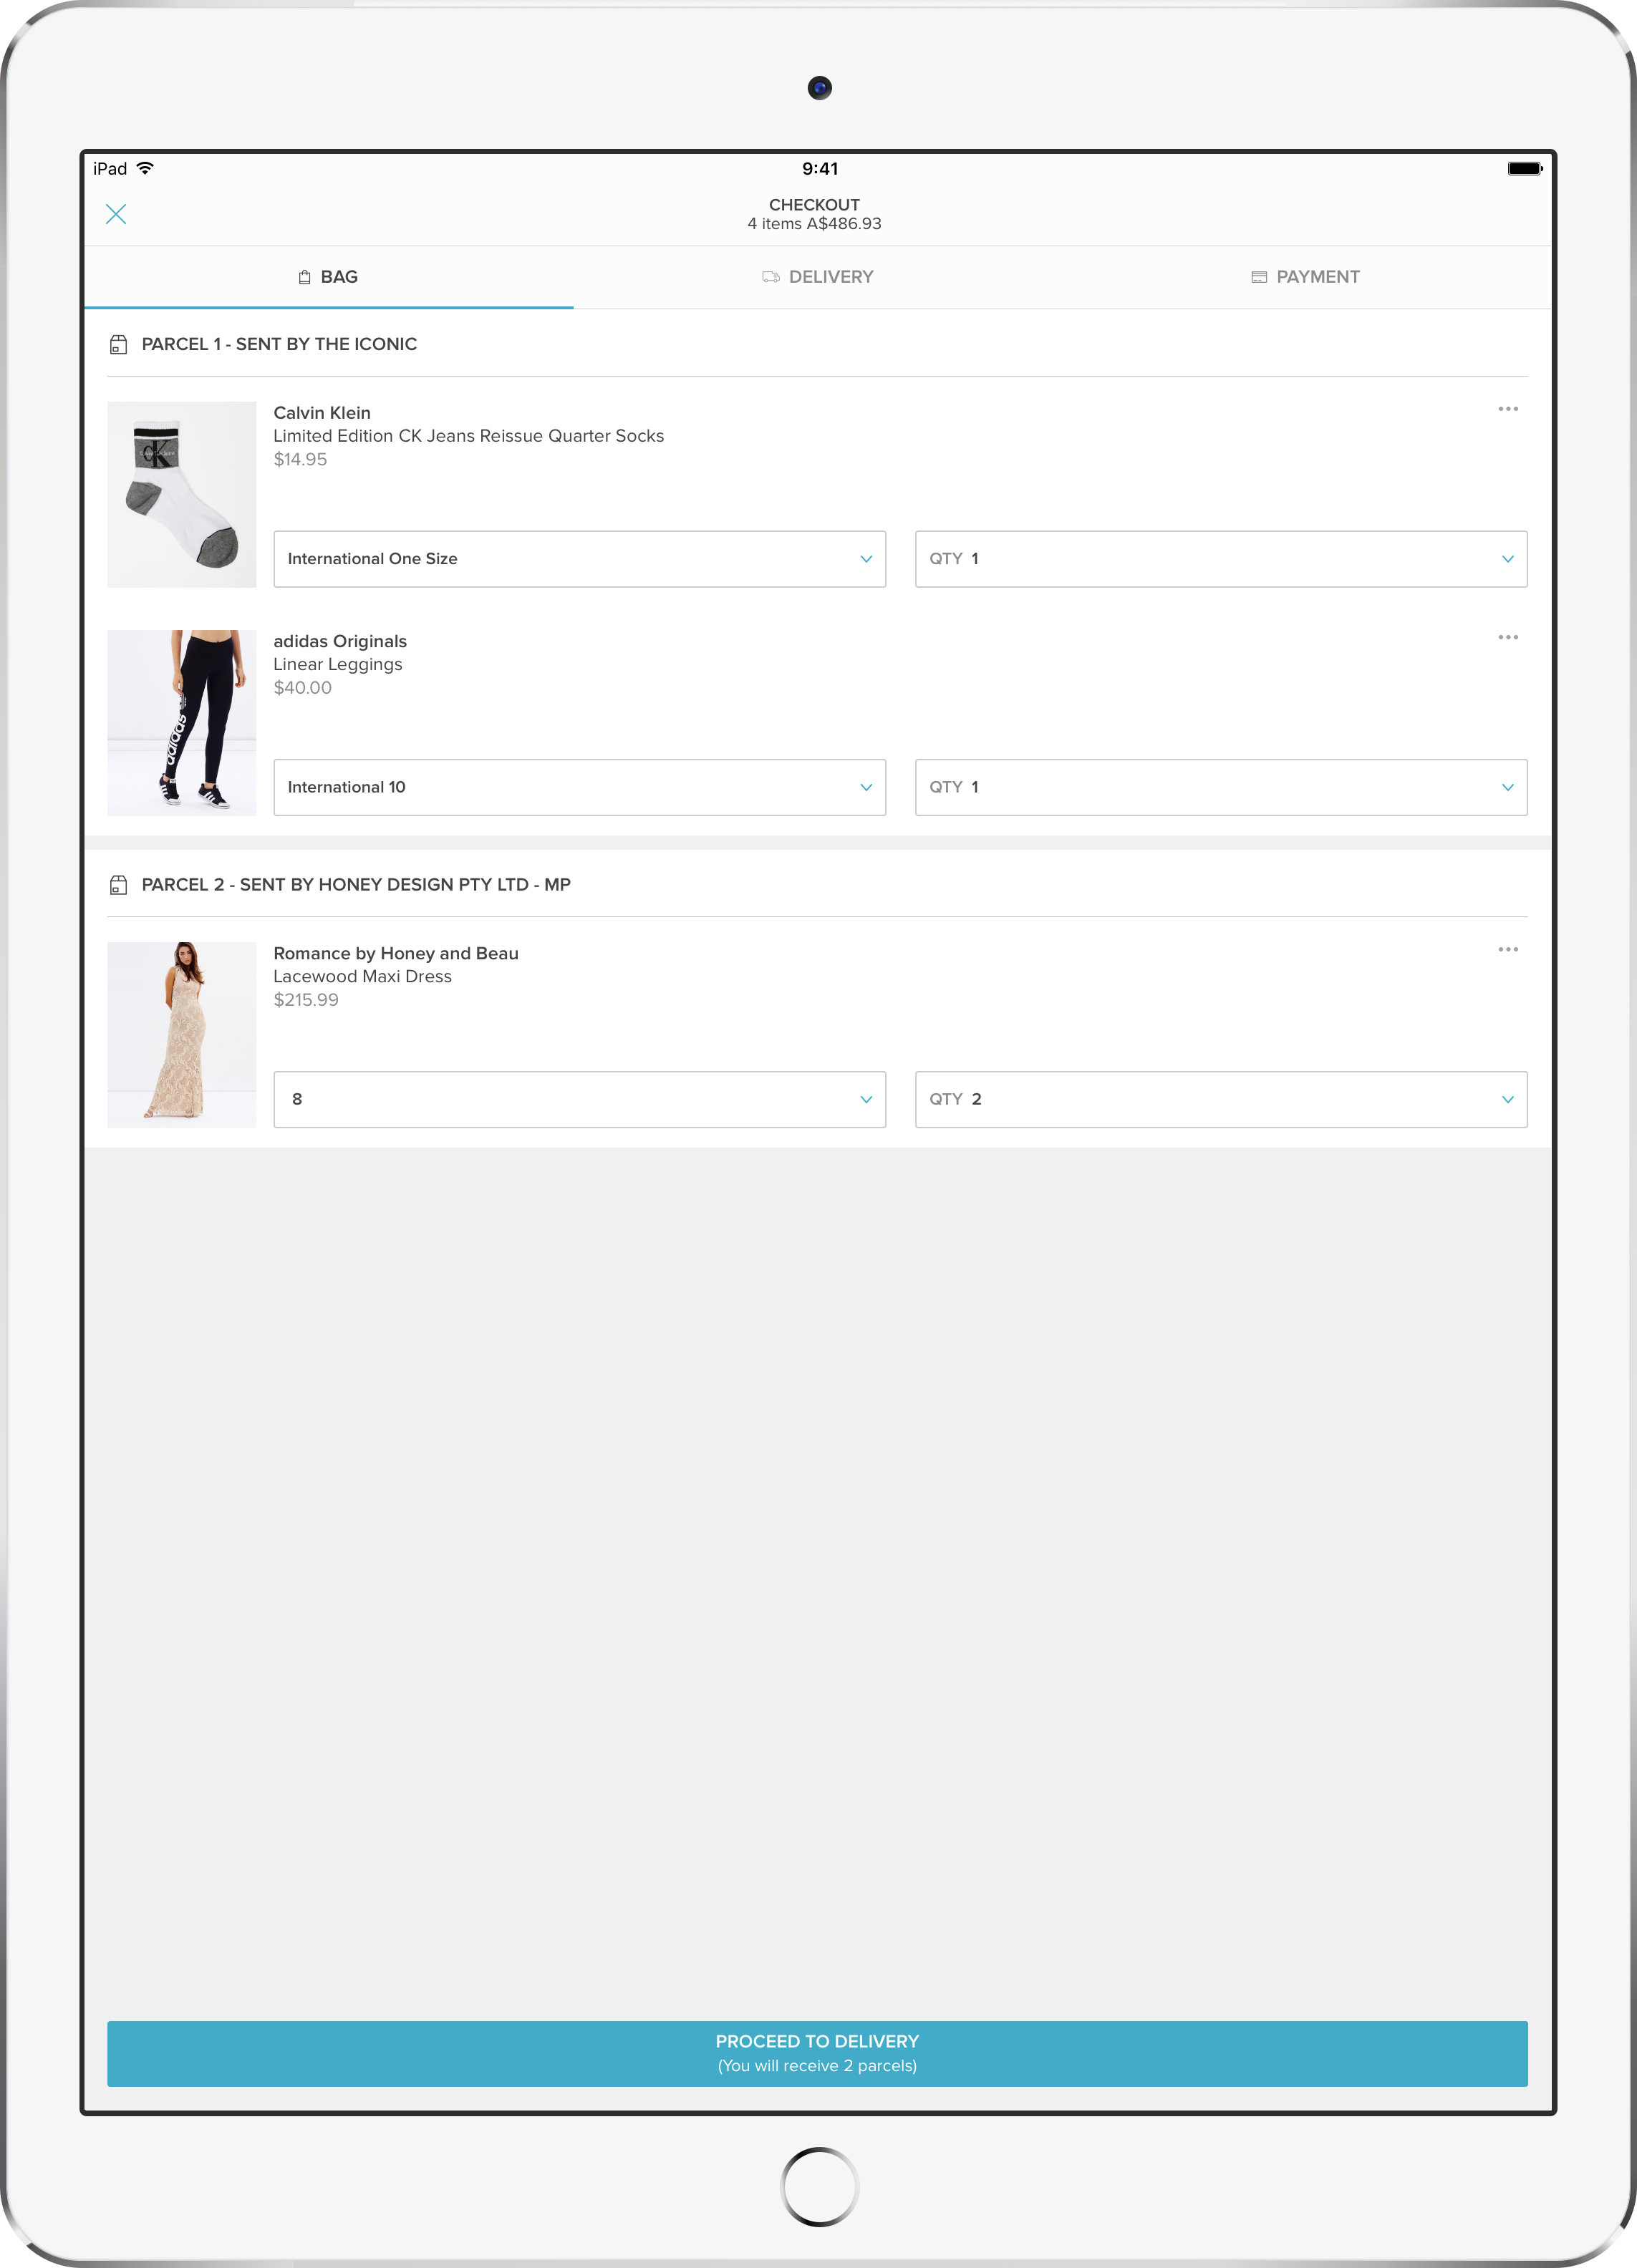 iPad
9:41
CHECKOUT
4 items A$486.93
BAG
DELIVERY
PAYMENT
PARCEL 1 - SENT BY THE ICONIC
Calvin Klein
Limited Edition CK Jeans Reissue Quarter Socks
$14.95
CK
International One Size
QTY 1
adidas Originals
Linear Leggings
$40.00
adidas
International 10
QTY 1
PARCEL 2 - SENT BY HONEY DESIGN PTY LTD - MP
Romance by Honey and Beau
Lacewood Maxi Dress
$215.99
8
QTY 2
PROCEED TO DELIVERY
(You will receive 2 parcels)